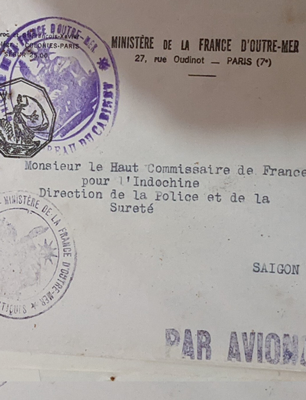 COLONIES-PARIS
FRANCE D'OUTRE-MER
BUREAU DU CABINET
MINISTÈRE DE LA FRANCE D'OUTRE-MER
27, rue Oudinot — PARIS (7e)
Monsieur le Haut Commissaire de France
pour l'Indochine
Direction de la Police et de la
Sureté
MINISTÈRE DE LA FRANCE D'OUTRE-MER
SAIGON
PAR AVION